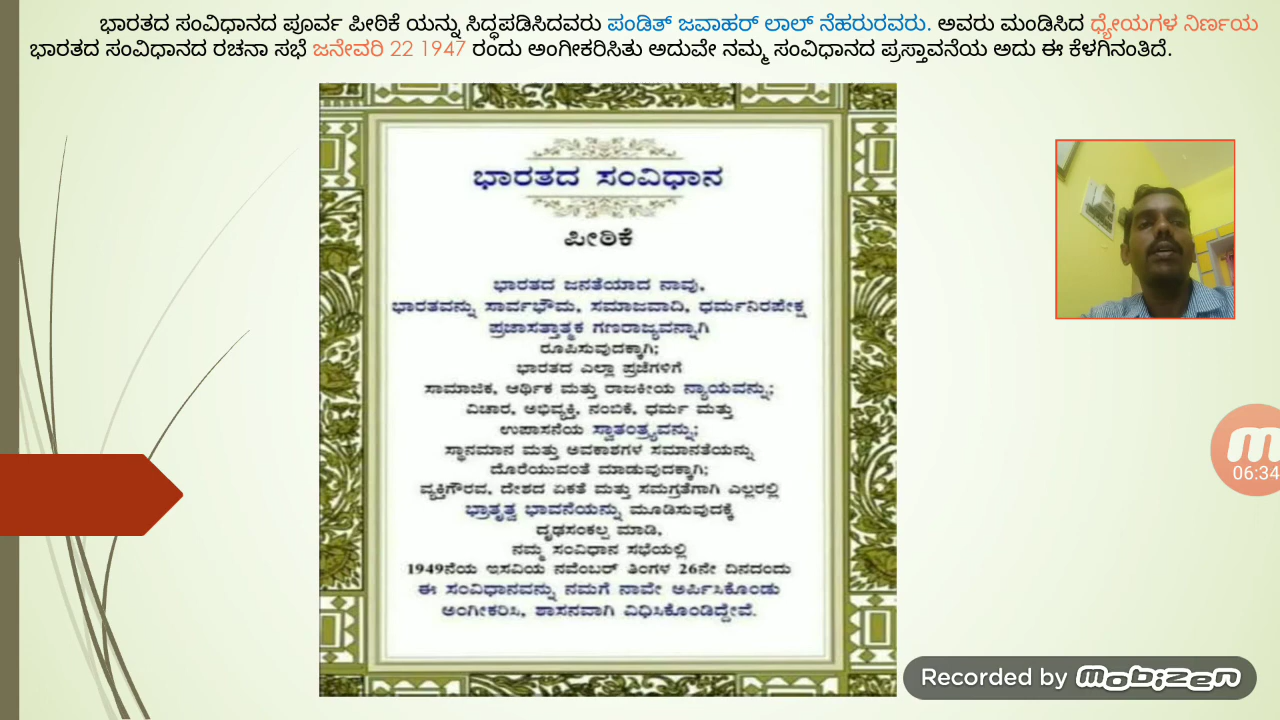 ಭಾರತದ ಸಂವಿಧಾನದ ಪೂರ್ವ ಪೀಠಿಕೆ ಯನ್ನು ಸಿದ್ಧಪಡಿಸಿದವರು ಪಂಡಿತ್ ಜವಾಹರ್ ಲಾಲ್ ನೆಹರುರವರು. ಅವರು ಮಂಡಿಸಿದ ಧ್ಯೇಯಗಳ ನಿರ್ಣಯ
ಭಾರತದ ಸಂವಿಧಾನದ ರಚನಾ ಸಭೆ ಜನೇವರಿ 22 1947 ರಂದು ಅಂಗೀಕರಿಸಿತು ಅದುವೇ ನಮ್ಮ ಸಂವಿಧಾನದ ಪ್ರಸ್ತಾವನೆಯ ಅದು ಈ ಕೆಳಗಿನಂತಿದೆ.
ಭಾರತದ ಸಂವಿಧಾನ
ಪೀಠಿಕೆ
ಭಾರತದ ಜನತೆಯಾದ ನಾವು,
ಭಾರತವನ್ನು ಸಾರ್ವಭೌಮ, ಸಮಾಜವಾದಿ, ಧರ್ಮನಿರಪೇಕ್ಷ
ಪ್ರಜಾಸತ್ತಾತ್ಮಕ ಗಣರಾಜ್ಯವನ್ನಾಗಿ
ರೂಪಿಸುವುದಕ್ಕಾಗಿ;
ಭಾರತದ ಎಲ್ಲಾ ಪ್ರಜೆಗಳಿಗೆ
ಸಾಮಾಜಿಕ, ಆರ್ಥಿಕ ಮತ್ತು ರಾಜಕೀಯ ನ್ಯಾಯವನ್ನು;
ವಿಚಾರ, ಅಭಿವ್ಯಕ್ತಿ, ನಂಬಿಕೆ, ಧರ್ಮ ಮತ್ತು
ಉಪಾಸನೆಯ ಸ್ವಾತಂತ್ರ್ಯವನ್ನು;
ಸ್ಥಾನಮಾನ ಮತ್ತು ಅವಕಾಶಗಳ ಸಮಾನತೆಯನ್ನು
ದೊರೆಯುವಂತೆ ಮಾಡುವುದಕ್ಕಾಗಿ;
ವ್ಯಕ್ತಿಗೌರವ, ದೇಶದ ಏಕತೆ ಮತ್ತು ಸಮಗ್ರತೆಗಾಗಿ ಎಲ್ಲರಲ್ಲಿ
ಭ್ರಾತೃತ್ವ ಭಾವನೆಯನ್ನು ಮೂಡಿಸುವುದಕ್ಕೆ
ದೃಢಸಂಕಲ್ಪ ಮಾಡಿ,
ನಮ್ಮ ಸಂವಿಧಾನ ಸಭೆಯಲ್ಲಿ
1949ನೆಯ ಇಸವಿಯ ನವೆಂಬರ್ ತಿಂಗಳ 26ನೇ ದಿನದಂದು
ಈ ಸಂವಿಧಾನವನ್ನು ನಮಗೆ ನಾವೇ ಅರ್ಪಿಸಿಕೊಂಡು
ಅಂಗೀಕರಿಸಿ, ಶಾಸನವಾಗಿ ವಿಧಿಸಿಕೊಂಡಿದ್ದೇವೆ.
06:34
Recorded by mobizen